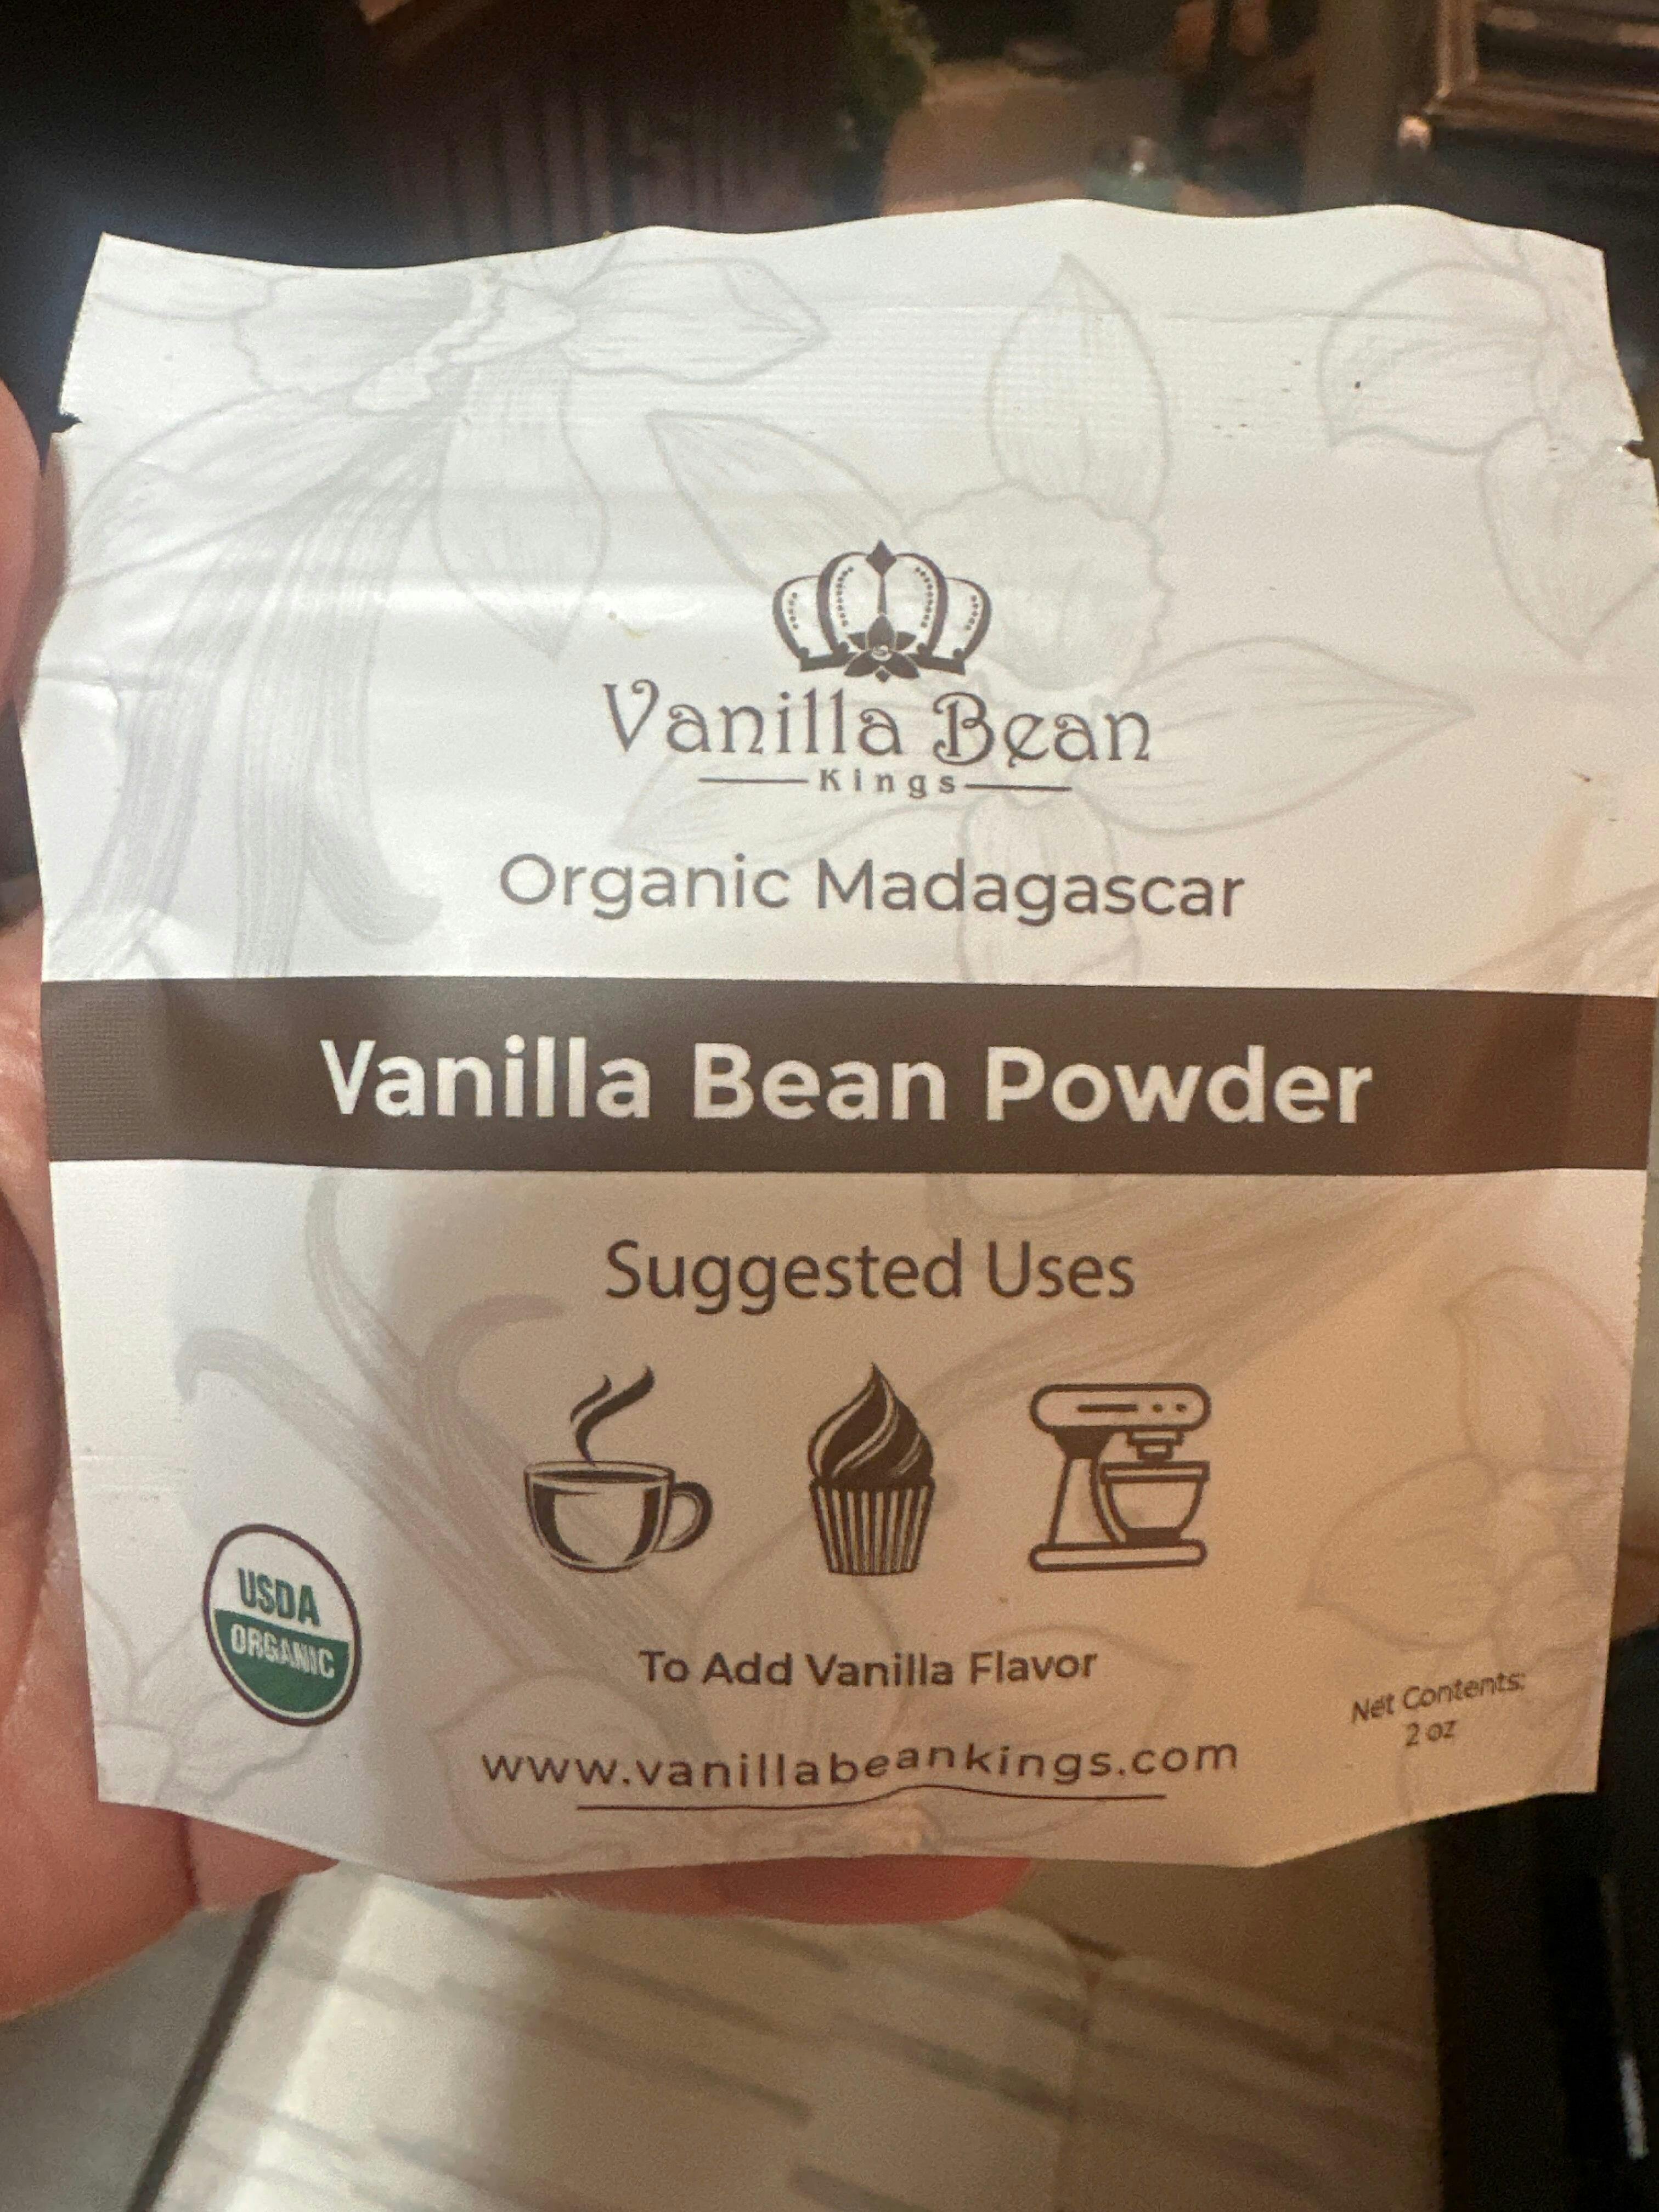 Vanilla Bean
Kings
Organic Madagascar
Vanilla Bean Powder
Suggested Uses
USDA
ORGANIC
To Add Vanilla Flavor
Net Contents:
2 oz
www.vanillabeankings.com